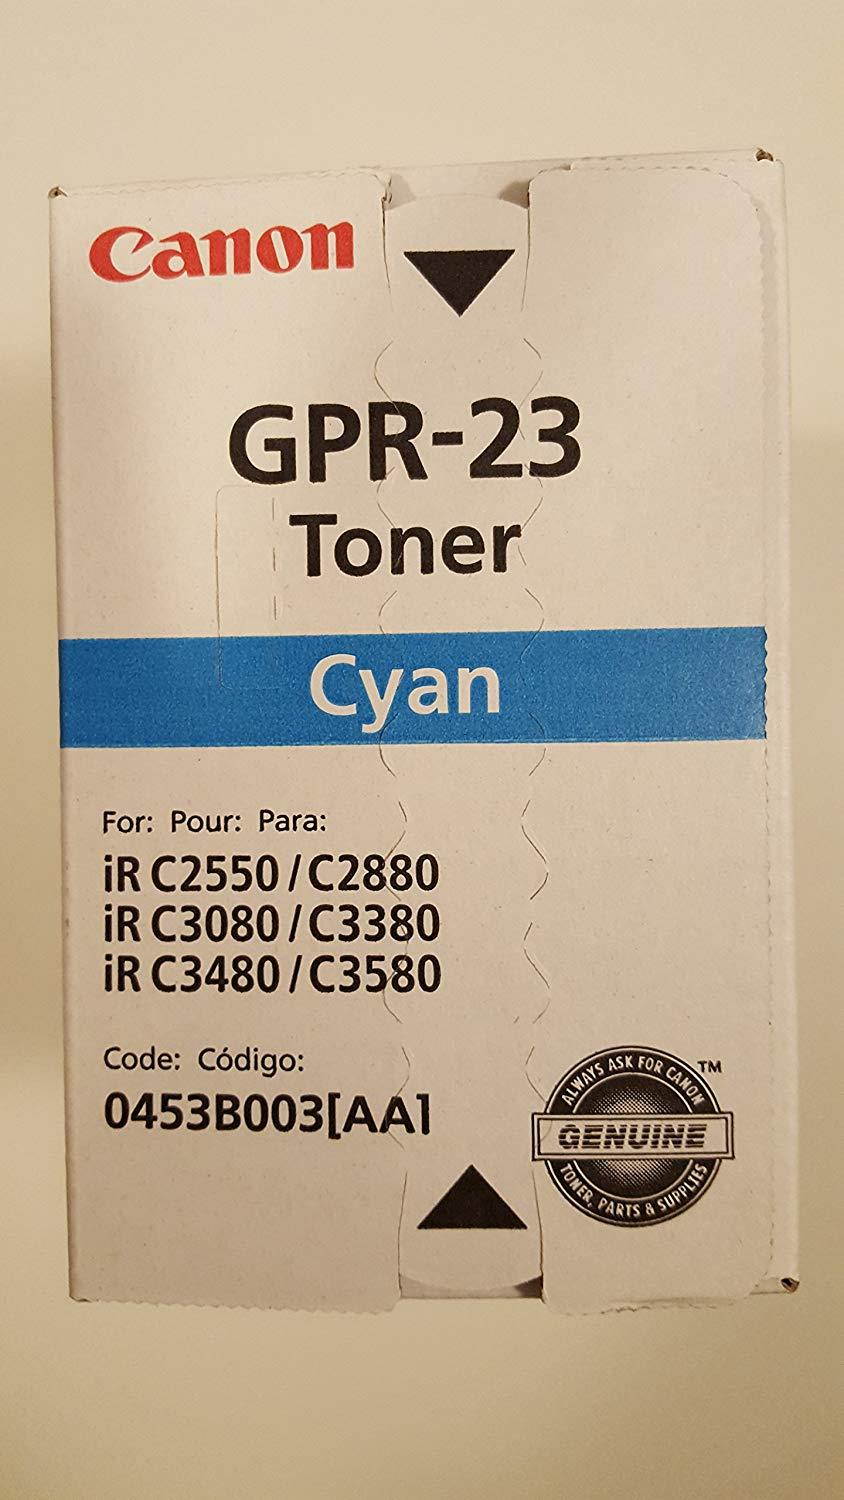 Canon
GPR-23
Toner
Cyan
For: Pour: Para:
iR C2550/C2880
iR C3080/C3380
iR C3480/C3580
Code: Código:
0453B003[AA]
ALWAYS ASK FOR CANON
TM
GENUINE
TONER, PARTS & SUPPLIES